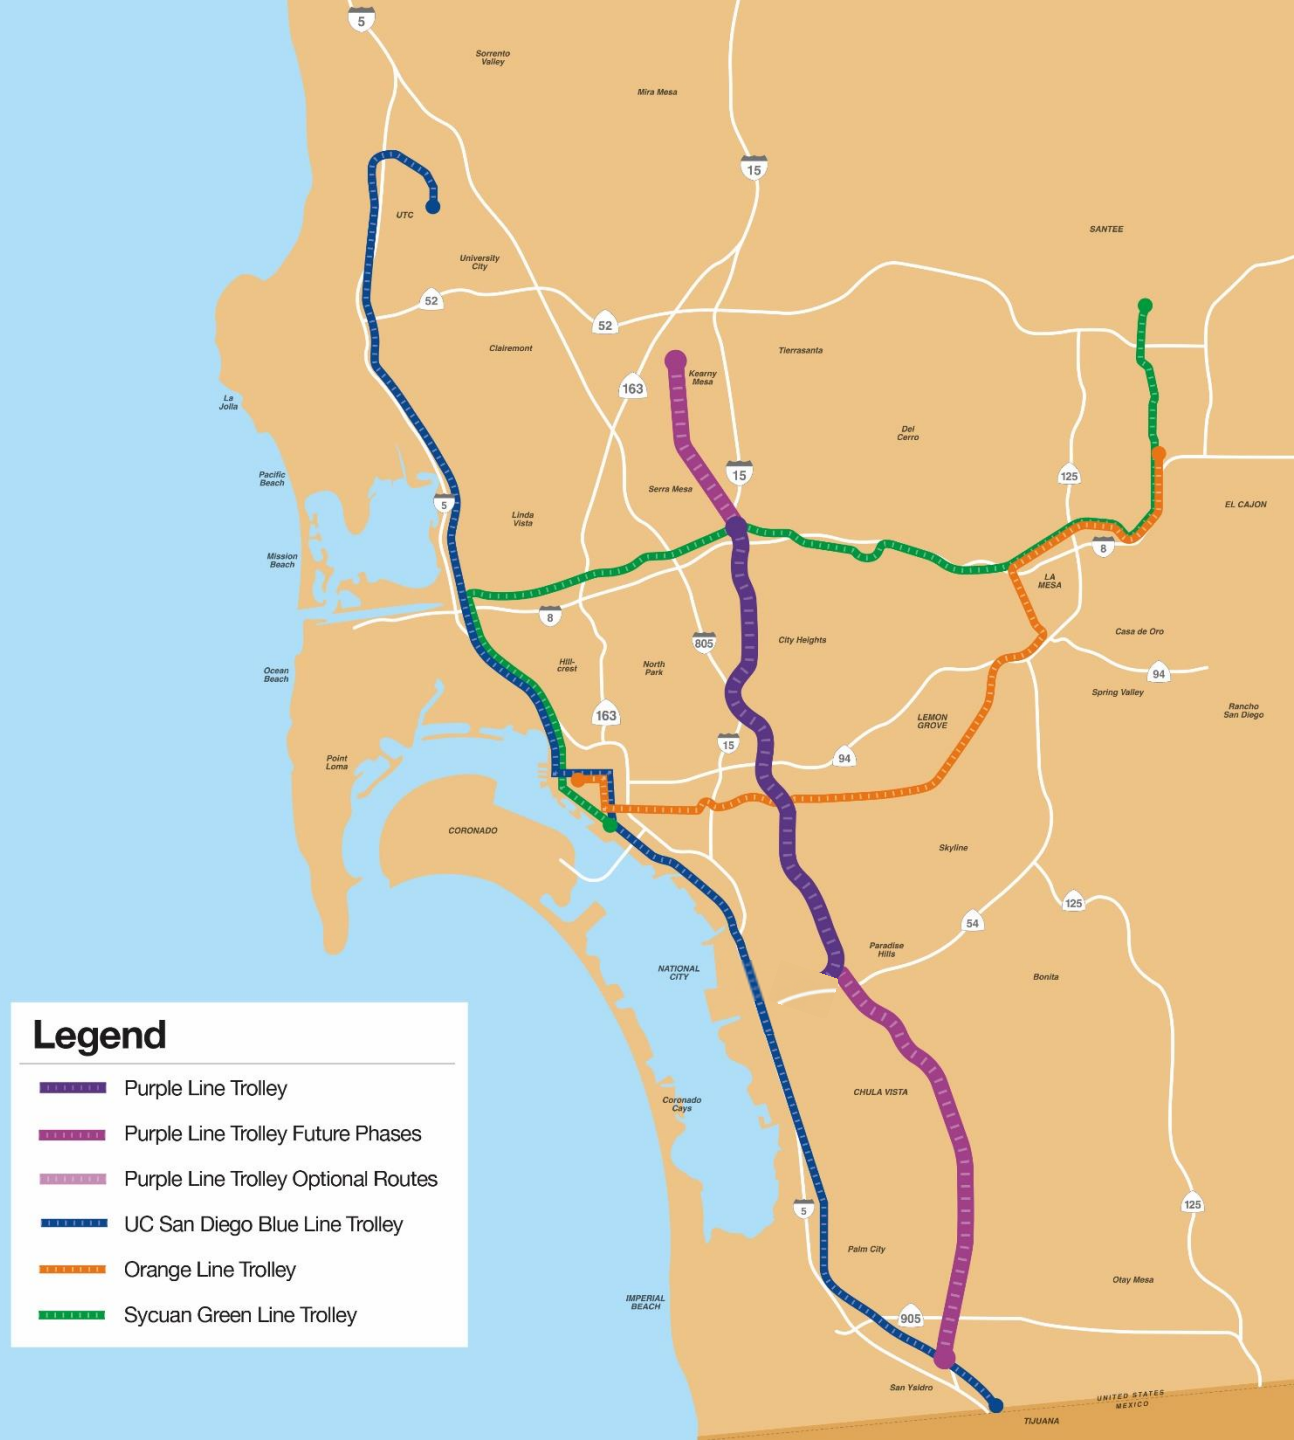 5
Sorrento
Valley
Mira Mesa
15
UTC
SANTEE
University
City
52
52
Clairemont
Tierrasanta
163
Kearny
Mesa
La
Jolla
Del
Cerro
Pacific
Beach
15
125
Serra Mesa
5
EL CAJON
Linda
Vista
Mission
Beach
8
LA
MESA
8
805
City Heights
Casa de Oro
Hill-
crest
North
Park
Ocean
Beach
94
Spring Valley
Rancho
San Diego
163
LEMON
GROVE
15
94
Point
Loma
CORONADO
Skyline
125
54
Paradise
Hills
NATIONAL
CITY
Bonita
Legend
Purple Line Trolley
Purple Line Trolley Future Phases
Purple Line Trolley Optional Routes
UC San Diego Blue Line Trolley
Orange Line Trolley
Sycuan Green Line Trolley
CHULA VISTA
Coronado
Cays
125
5
Palm City
Otay Mesa
IMPERIAL
BEACH
905
San Ysidro
UNITED STATES
MEXICO
TIJUANA